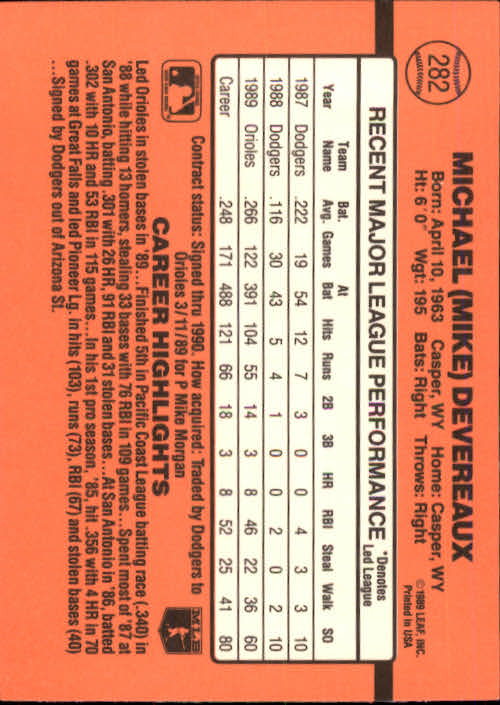 282
MICHAEL (MIKE) DEVEREAUX
Born: April 10, 1963 Casper, WY Home: Casper, WY
Ht: 6'0" Wgt: 195 Bats: Right Throws: Right
©1989 LEAF, INC.
Printed in USA
RECENT MAJOR LEAGUE PERFORMANCE
*Denotes
Led League
Year Team Name Bat. Avg. Games At Bat Hits Runs 2B 3B HR RBI Steal Walk SO
1987 Dodgers .222 19 54 12 7 3 0 0 4 3 3 10
1988 Dodgers .116 30 43 5 4 1 0 0 2 0 2 10
1989 Orioles .266 122 391 104 55 14 3 8 46 22 36 60
Career .248 171 488 121 66 18 3 8 52 25 41 80
Contract status: Signed thru 1990. How acquired: Traded by Dodgers to
Orioles 3/11/89 for P Mike Morgan
CAREER HIGHLIGHTS
MLB
Led Orioles in stolen bases in '89...Finished 5th in Pacific Coast League batting race (.340) in
'88 while hitting 13 homers, stealing 33 bases with 76 RBI in 109 games...Spent most of '87 at
San Antonio, batting .301 with 26 HR, 91 RBI and 31 stolen bases...At San Antonio in '86, batted
.302 with 10 HR and 53 RBI in 115 games...In his 1st pro season, '85, hit .356 with 4 HR in 70
games at Great Falls and led Pioneer Lg. in hits (103), runs (73), RBI (67) and stolen bases (40)
...Signed by Dodgers out of Arizona St.